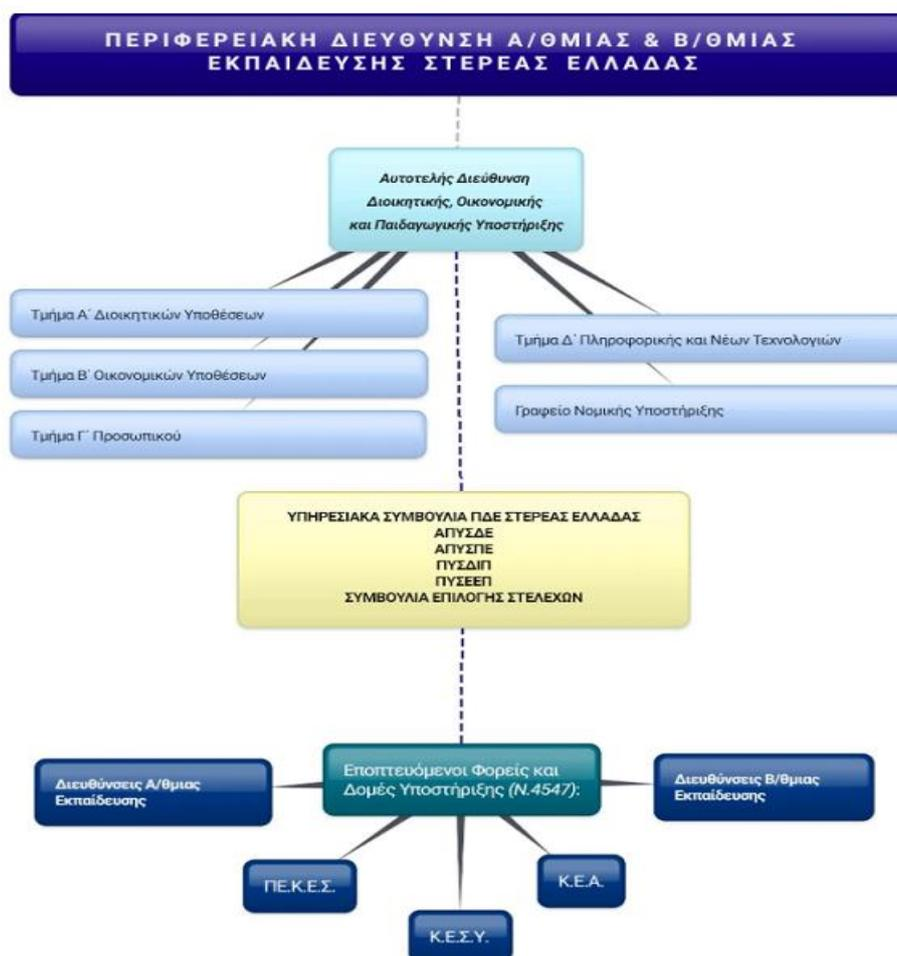 ΠΕΡΙΦΕΡΕΙΑΚΗ ΔΙΕΥΘΥΝΣΗ Α/ΘΜΙΑΣ & Β/ΘΜΙΑΣ
ΕΚΠΑΙΔΕΥΣΗΣ ΣΤΕΡΕΑΣ ΕΛΛΑΔΑΣ
Αυτοτελής Διεύθυνση
Διοικητικής, Οικονομικής
και Παιδαγωγικής Υποστήριξης
Τμήμα Α΄ Διοικητικών Υποθέσεων
Τμήμα Β΄ Οικονομικών Υποθέσεων
Τμήμα Γ΄ Προσωπικού
Τμήμα Δ΄ Πληροφορικής και Νέων Τεχνολογιών
Γραφείο Νομικής Υποστήριξης
ΥΠΗΡΕΣΙΑΚΑ ΣΥΜΒΟΥΛΙΑ ΠΔΕ ΣΤΕΡΕΑΣ ΕΛΛΑΔΑΣ
ΑΠΥΣΔΕ
ΑΠΥΣΠΕ
ΠΥΣΔΙΠ
ΠΥΣΕΕΠ
ΣΥΜΒΟΥΛΙΑ ΕΠΙΛΟΓΗΣ ΣΤΕΛΕΧΩΝ
Εποπτευόμενοι Φορείς και
Δομές Υποστήριξης (Ν.4547):
Διευθύνσεις Α/θμιας
Εκπαίδευσης
Διευθύνσεις Β/θμιας
Εκπαίδευσης
ΠΕ.Κ.Ε.Σ.
Κ.Ε.Α.
Κ.Ε.Σ.Υ.